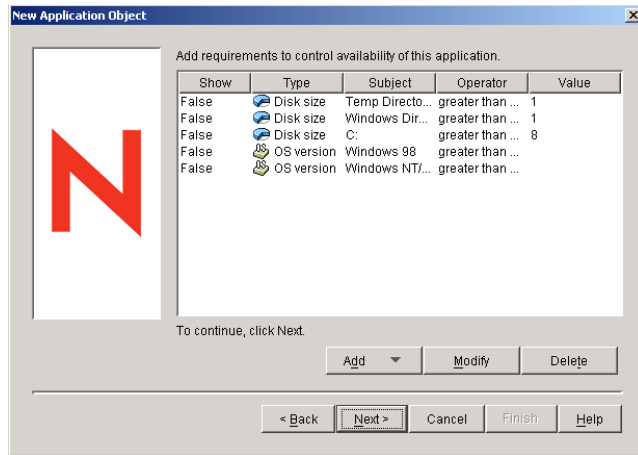 New Application Object
Add requirements to control availability of this application.
Show Type Subject Operator Value
False Disk size Temp Directo... greater than ... 1
False Disk size Windows Dir... greater than ... 1
False Disk size C: greater than ... 8
False OS version Windows 98 greater than ...
False OS version Windows NT/... greater than ...
To continue, click Next.
Add Modify Delete
< Back Next > Cancel Finish Help